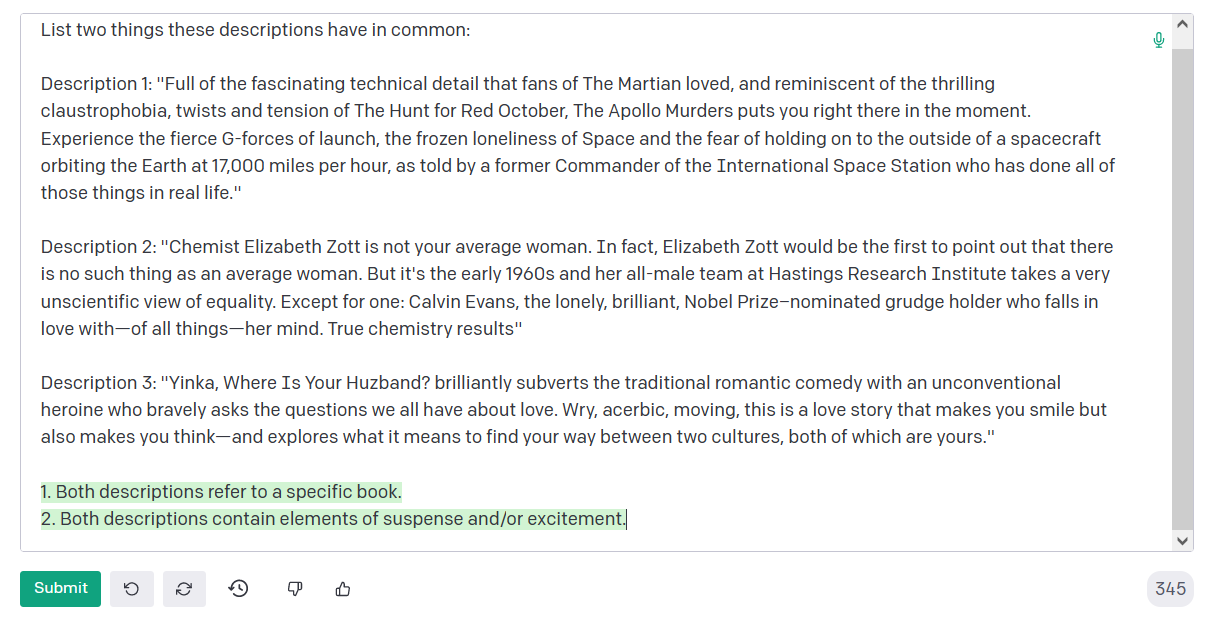 List two things these descriptions have in common:
Description 1: "Full of the fascinating technical detail that fans of The Martian loved, and reminiscent of the thrilling
claustrophobia, twists and tension of The Hunt for Red October, The Apollo Murders puts you right there in the moment.
Experience the fierce G-forces of launch, the frozen loneliness of Space and the fear of holding on to the outside of a spacecraft
orbiting the Earth at 17,000 miles per hour, as told by a former Commander of the International Space Station who has done all of
those things in real life."
Description 2: "Chemist Elizabeth Zott is not your average woman. In fact, Elizabeth Zott would be the first to point out that there
is no such thing as an average woman. But it's the early 1960s and her all-male team at Hastings Research Institute takes a very
unscientific view of equality. Except for one: Calvin Evans, the lonely, brilliant, Nobel Prize–nominated grudge holder who falls in
love with—of all things—her mind. True chemistry results"
Description 3: "Yinka, Where Is Your Huzband? brilliantly subverts the traditional romantic comedy with an unconventional
heroine who bravely asks the questions we all have about love. Wry, acerbic, moving, this is a love story that makes you smile but
also makes you think—and explores what it means to find your way between two cultures, both of which are yours."
1. Both descriptions refer to a specific book.
2. Both descriptions contain elements of suspense and/or excitement.
Submit
345